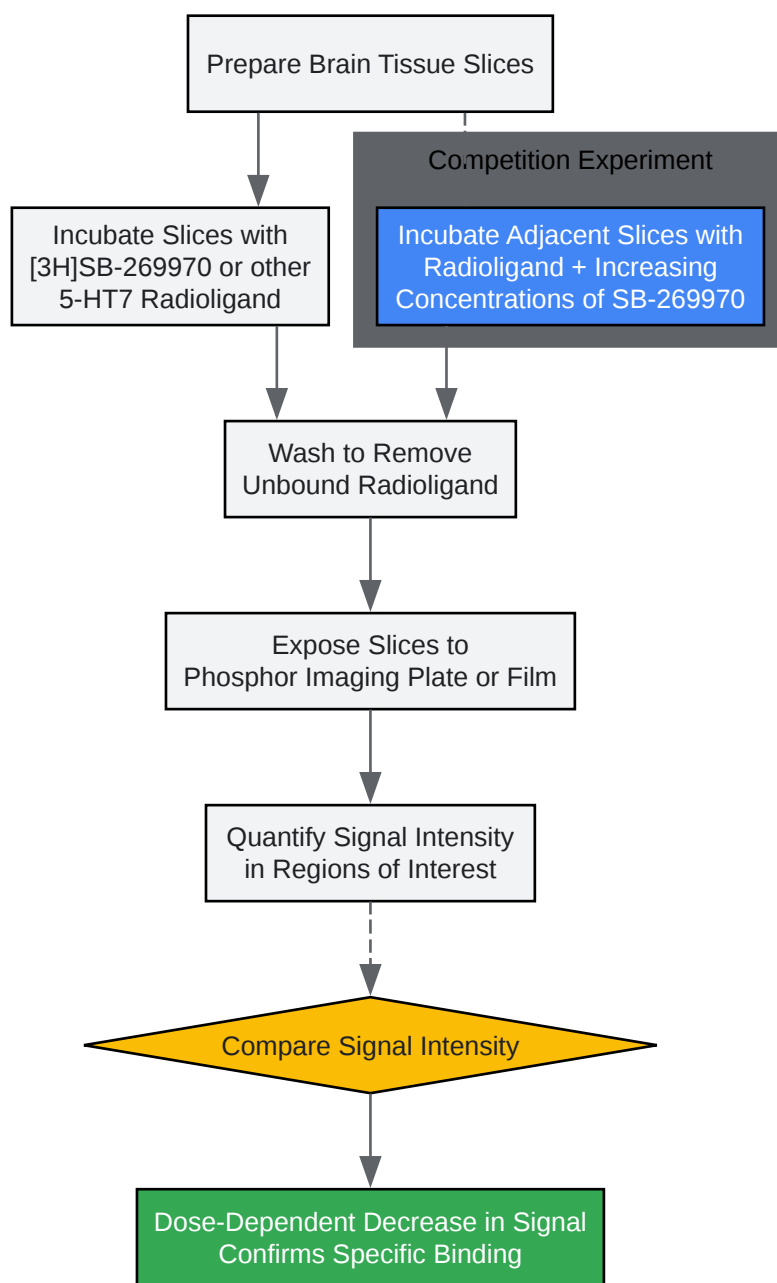 Prepare Brain Tissue Slices
Competition Experiment
Incubate Slices with
[3H]SB-269970 or other
5-HT7 Radioligand
Incubate Adjacent Slices with
Radioligand + Increasing
Concentrations of SB-269970
Wash to Remove
Unbound Radioligand
Expose Slices to
Phosphor Imaging Plate or Film
Quantify Signal Intensity
in Regions of Interest
Compare Signal Intensity
Dose-Dependent Decrease in Signal
Confirms Specific Binding